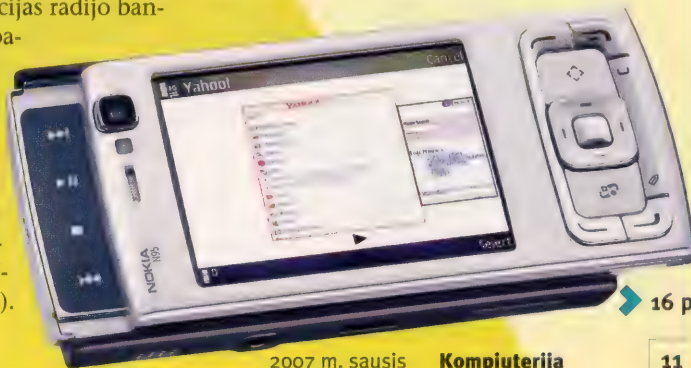 cijas radijo ban-
pa-
-
).
Yahoo!
Cancel
Select
NOKIA
N95
16 p
2007 m. sausis Kompiuterija 11